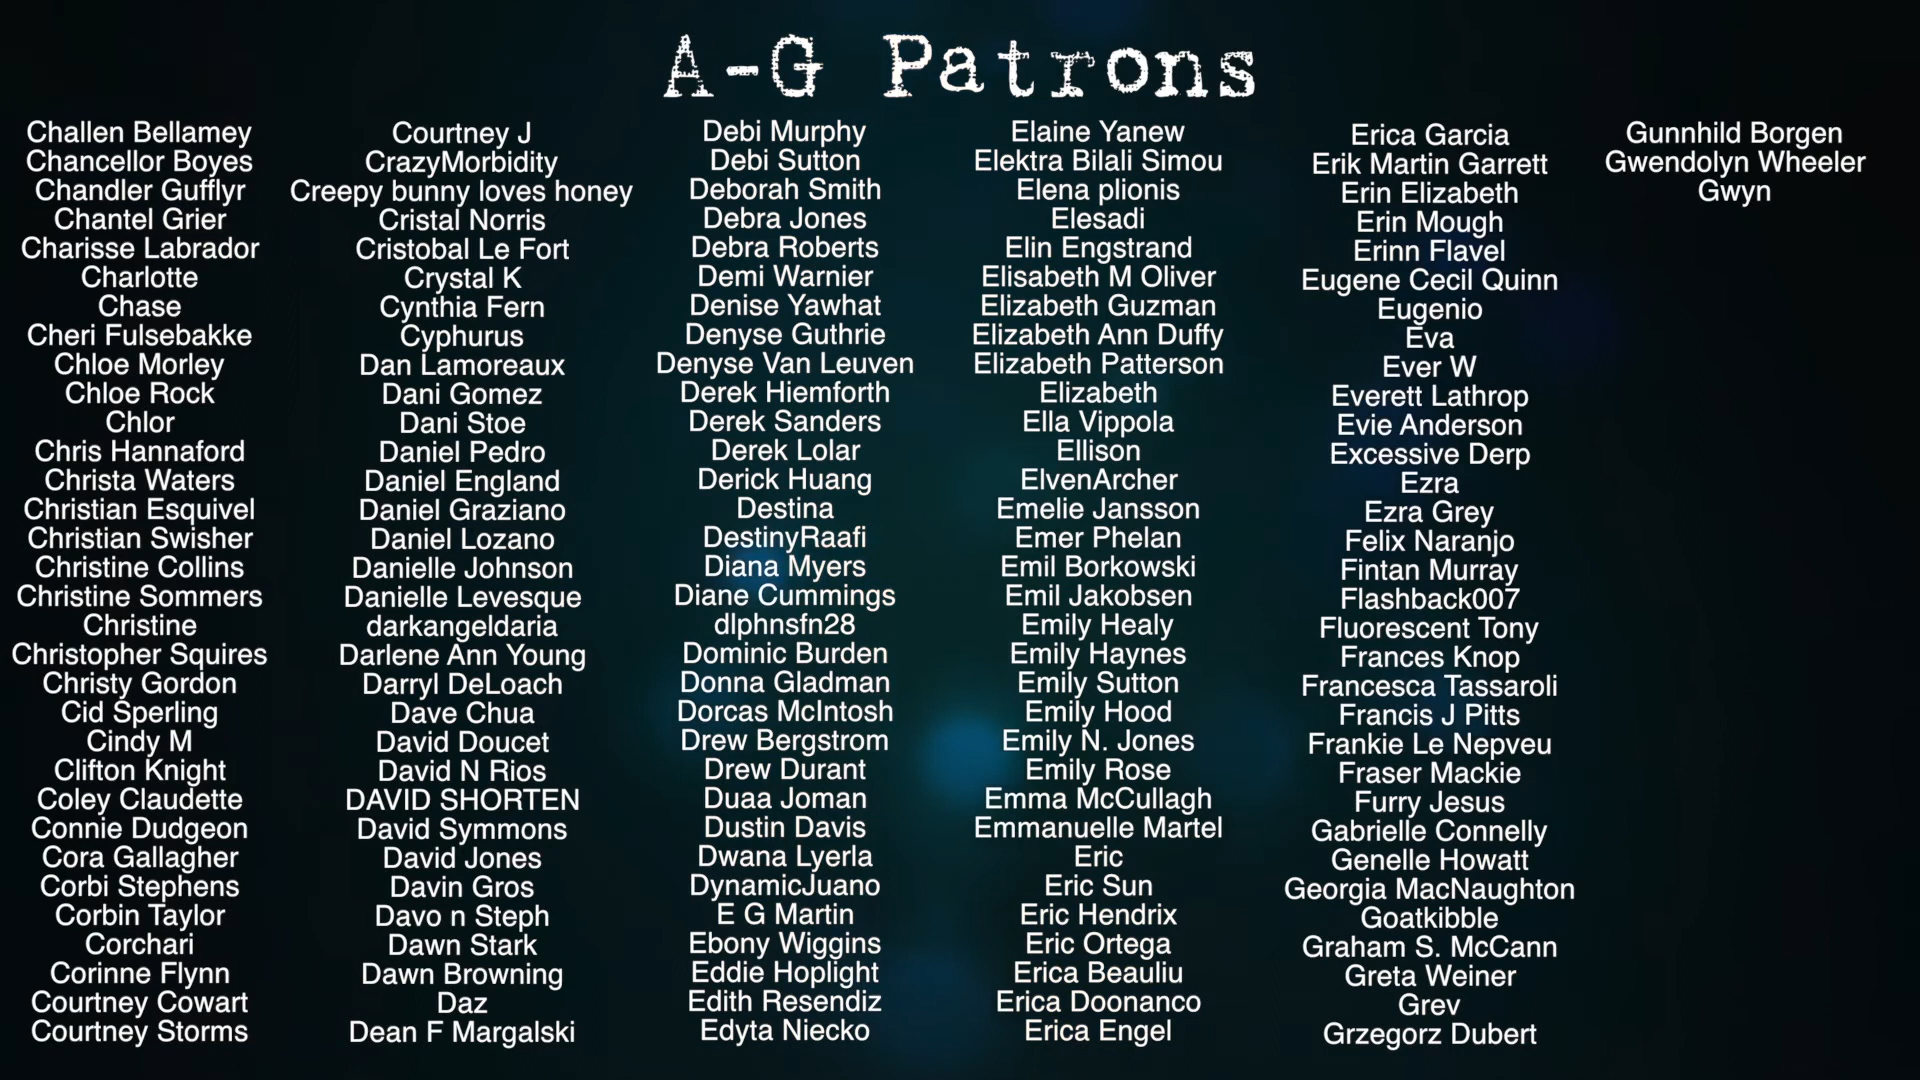 A-G Patrons
Challen Bellamey
Chancellor Boyes
Chandler Gufflyr
Chantel Grier
Charisse Labrador
Charlotte
Chase
Cheri Fulsebakke
Chloe Morley
Chloe Rock
Chlor
Chris Hannaford
Christa Waters
Christian Esquivel
Christian Swisher
Christine Collins
Christine Sommers
Christine
Christopher Squires
Christy Gordon
Cid Sperling
Cindy M
Clifton Knight
Coley Claudette
Connie Dudgeon
Cora Gallagher
Corbi Stephens
Corbin Taylor
Corchari
Corinne Flynn
Courtney Cowart
Courtney Storms
Courtney J
CrazyMorbidity
Creepy bunny loves honey
Cristal Norris
Cristobal Le Fort
Crystal K
Cynthia Fern
Cyphurus
Dan Lamoreaux
Dani Gomez
Dani Stoe
Daniel Pedro
Daniel England
Daniel Graziano
Daniel Lozano
Danielle Johnson
Danielle Levesque
darkangeldaria
Darlene Ann Young
Darryl DeLoach
Dave Chua
David Doucet
David N Rios
DAVID SHORTEN
David Symmons
David Jones
Davin Gros
Davo n Steph
Dawn Stark
Dawn Browning
Daz
Dean F Margalski
Debi Murphy
Debi Sutton
Deborah Smith
Debra Jones
Debra Roberts
Demi Warnier
Denise Yawhat
Denyse Guthrie
Denyse Van Leuven
Derek Hiemforth
Derek Sanders
Derek Lolar
Derick Huang
Destina
DestinyRaafi
Diana Myers
Diane Cummings
dlphnsfn28
Dominic Burden
Donna Gladman
Dorcas McIntosh
Drew Bergstrom
Drew Durant
Duaa Joman
Dustin Davis
Dwana Lyerla
DynamicJuano
E G Martin
Ebony Wiggins
Eddie Hoplight
Edith Resendiz
Edyta Niecko
Elaine Yanew
Elektra Bilali Simou
Elena plionis
Elesadi
Elin Engstrand
Elisabeth M Oliver
Elizabeth Guzman
Elizabeth Ann Duffy
Elizabeth Patterson
Elizabeth
Ella Vippola
Ellison
ElvenArcher
Emelie Jansson
Emer Phelan
Emil Borkowski
Emil Jakobsen
Emily Healy
Emily Haynes
Emily Sutton
Emily Hood
Emily N. Jones
Emily Rose
Emma McCullagh
Emmanuelle Martel
Eric
Eric Sun
Eric Hendrix
Eric Ortega
Erica Beauliu
Erica Doonanco
Erica Engel
Erica Garcia
Erik Martin Garrett
Erin Elizabeth
Erin Mough
Erinn Flavel
Eugene Cecil Quinn
Eugenio
Eva
Ever W
Everett Lathrop
Evie Anderson
Excessive Derp
Ezra
Ezra Grey
Felix Naranjo
Fintan Murray
Flashback007
Fluorescent Tony
Frances Knop
Francesca Tassaroli
Francis J Pitts
Frankie Le Nepveu
Fraser Mackie
Furry Jesus
Gabrielle Connelly
Genelle Howatt
Georgia MacNaughton
Goatkibble
Graham S. McCann
Greta Weiner
Grev
Grzegorz Dubert
Gunnhild Borgen
Gwendolyn Wheeler
Gwyn